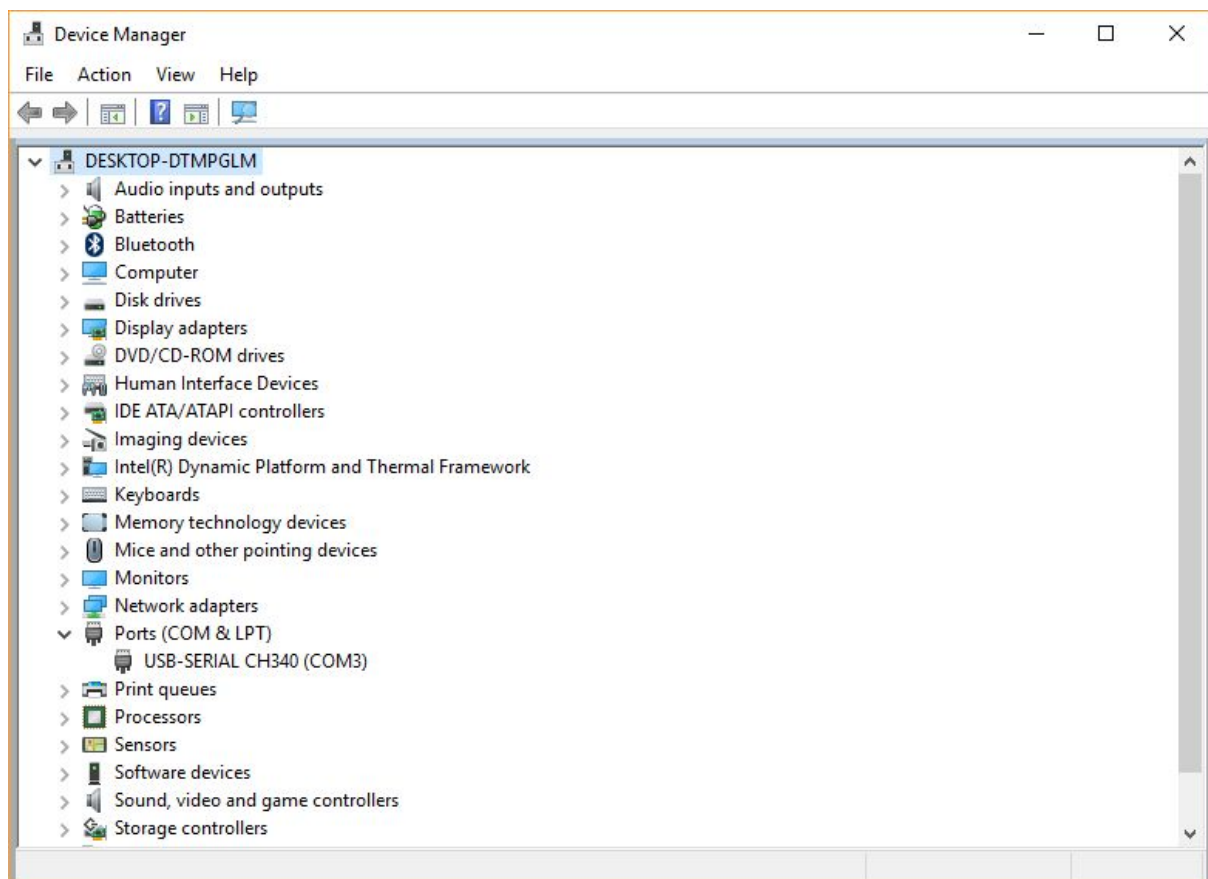 Device Manager
File Action View Help
DESKTOP-DTMPGLM
Audio inputs and outputs
Batteries
Bluetooth
Computer
Disk drives
Display adapters
DVD/CD-ROM drives
Human Interface Devices
IDE ATA/ATAPI controllers
Imaging devices
Intel(R) Dynamic Platform and Thermal Framework
Keyboards
Memory technology devices
Mice and other pointing devices
Monitors
Network adapters
Ports (COM & LPT)
USB-SERIAL CH340 (COM3)
Print queues
Processors
Sensors
Software devices
Sound, video and game controllers
Storage controllers